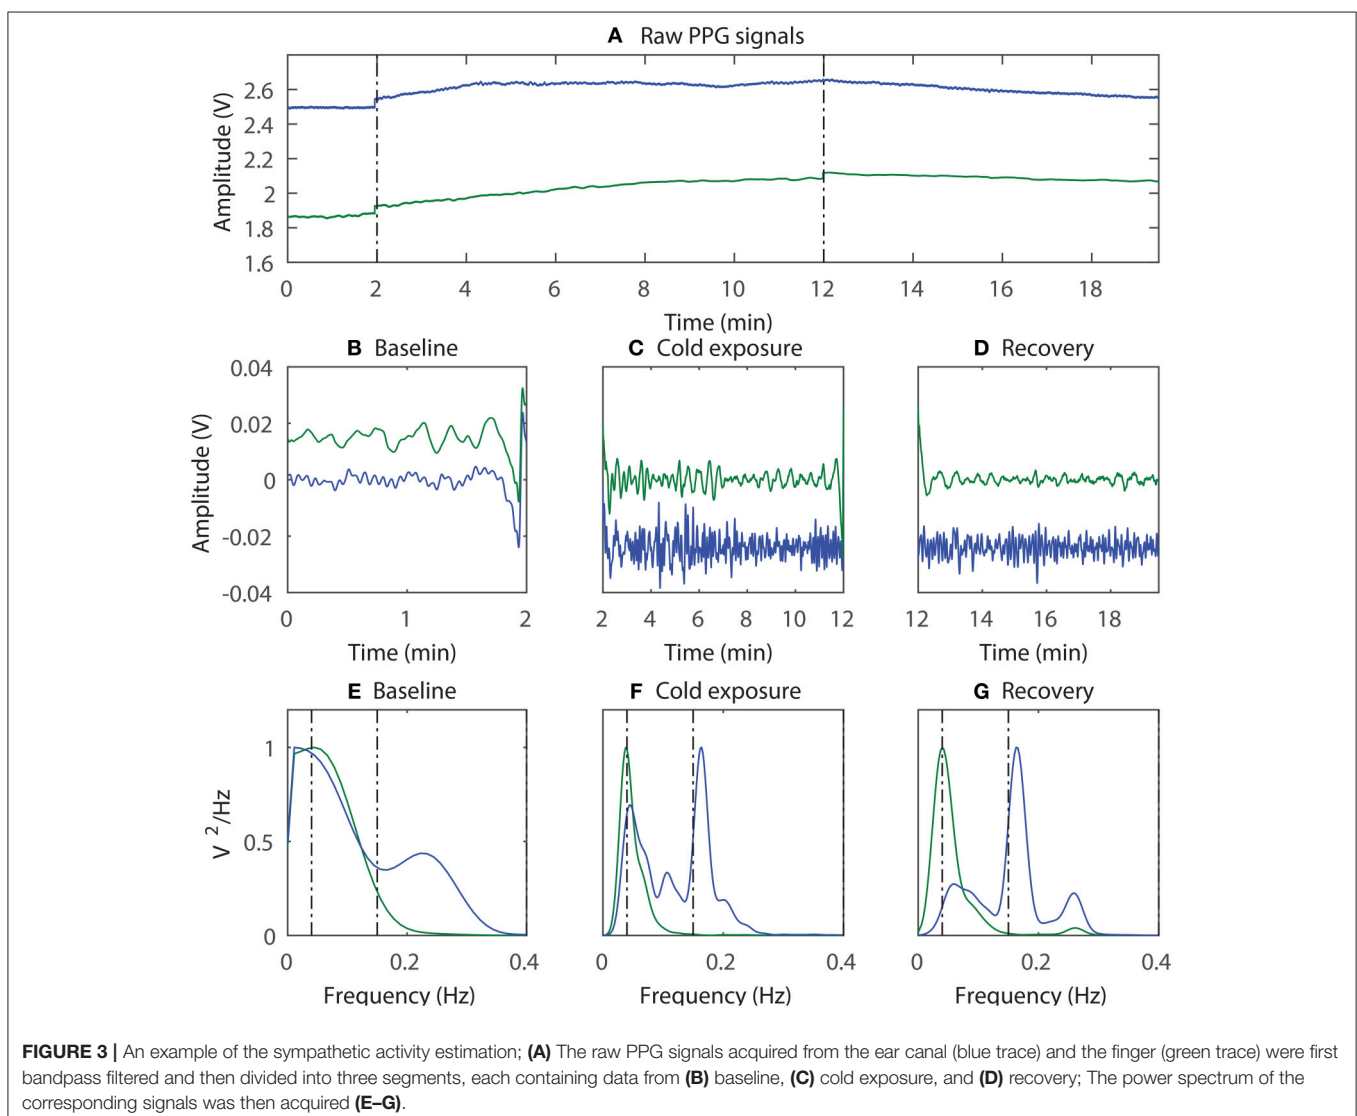 A Raw PPG signals
Amplitude (V)
2.6
2.4
2.2
2
1.8
1.6
0 2 4 6 8 10 12 14 16 18
Time (min)
B Baseline
C Cold exposure
D Recovery
Amplitude (V)
0.04
0.02
0
-0.02
-0.04
0 1 2
2 4 6 8 10 12
12 14 16 18
Time (min)
Time (min)
Time (min)
E Baseline
F Cold exposure
G Recovery
V 2/Hz
1
0.5
0
0 0.2 0.4
0 0.2 0.4
0 0.2 0.4
Frequency (Hz)
Frequency (Hz)
Frequency (Hz)
FIGURE 3 | An example of the sympathetic activity estimation; (A) The raw PPG signals acquired from the ear canal (blue trace) and the finger (green trace) were first
bandpass filtered and then divided into three segments, each containing data from (B) baseline, (C) cold exposure, and (D) recovery; The power spectrum of the
corresponding signals was then acquired (E–G).